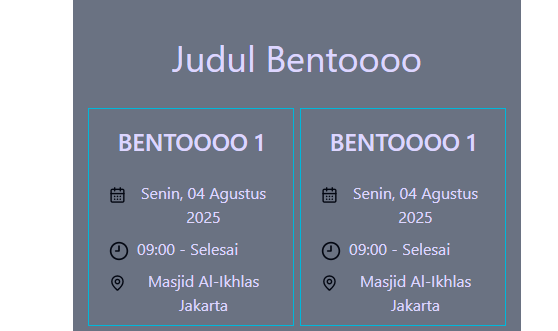 Judul Bentoooo
BENTOOOO 1
Senin, 04 Agustus
2025
09:00 - Selesai
Masjid Al-Ikhlas
Jakarta
BENTOOOO 1
Senin, 04 Agustus
2025
09:00 - Selesai
Masjid Al-Ikhlas
Jakarta